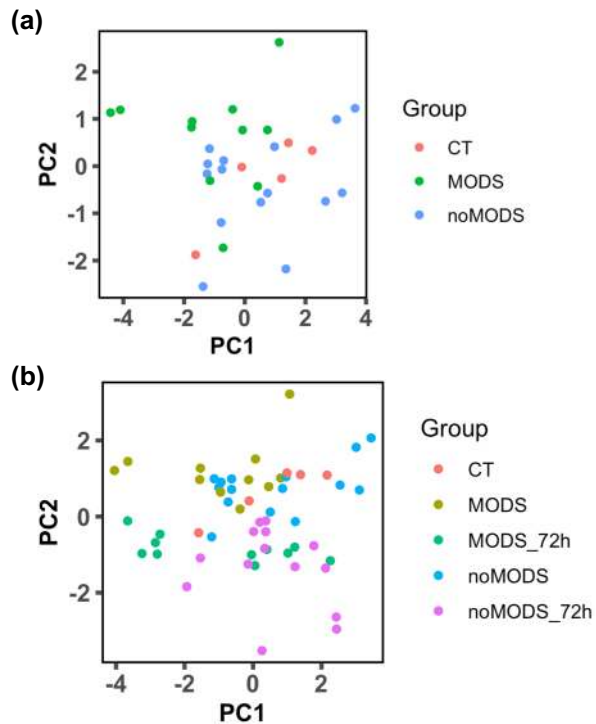 (a)
2
1
0
-1
-2
PC2
-4
-2
0
2
4
PC1
Group
CT
MODS
noMODS
(b)
2
0
-2
PC2
-4
-2
0
2
PC1
Group
CT
MODS
MODS_72h
noMODS
noMODS_72h